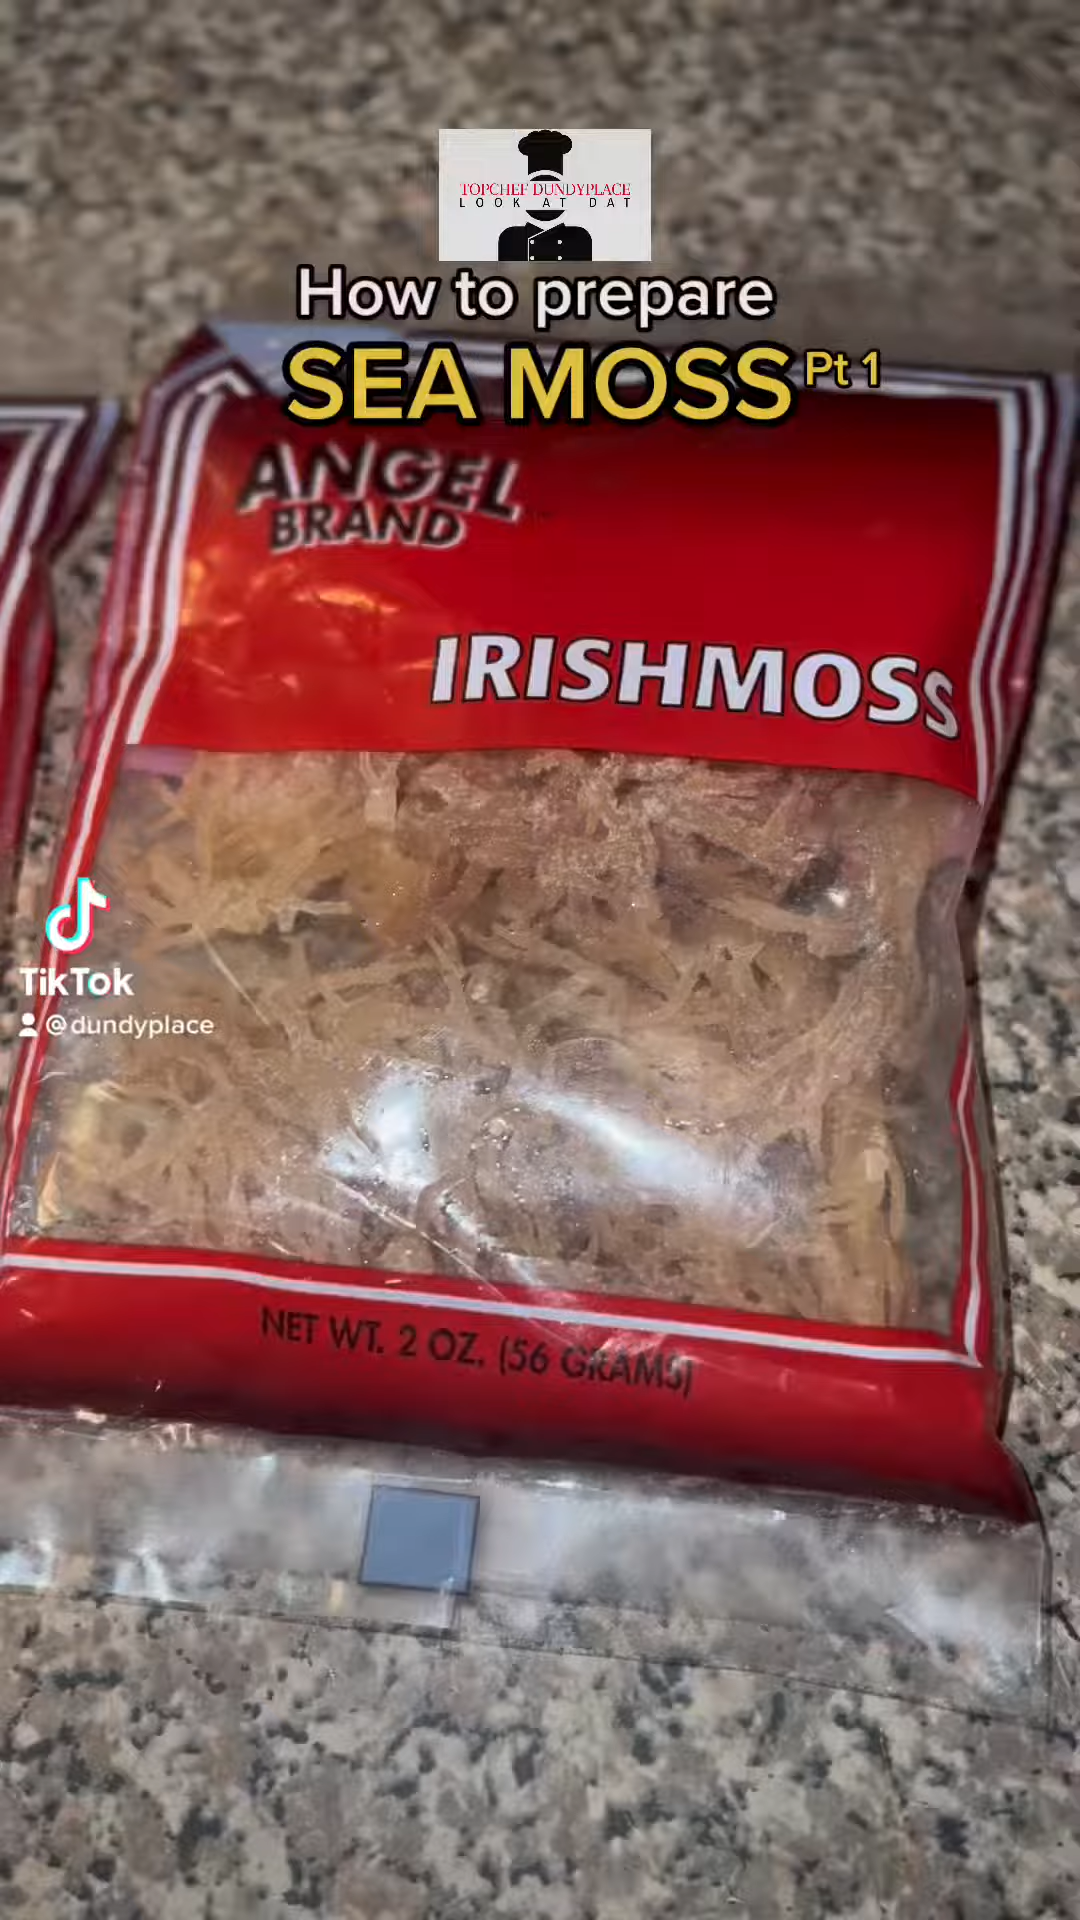 TOPCHEF DUNDYPLACE
LOOK AT DAT
How to prepare
SEA MOSS Pt 1
ANGEL
BRAND
IRISHMOSS
TikTok
@dundyplace
NET WT. 2 OZ. (56 GRAMS)